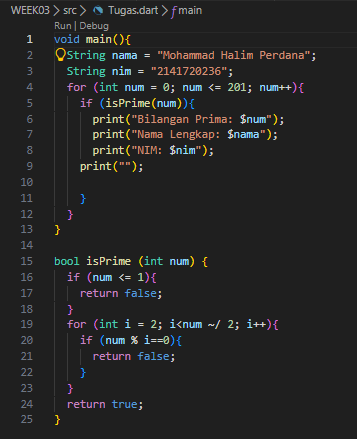 WEEK03 > src > Tugas.dart > main
Run | Debug
1 void main(){
2 String nama = "Mohammad Halim Perdana";
3 String nim = "2141720236";
4 for (int num = 0; num <= 201; num++){
5 if (isPrime(num)){
6 print("Bilangan Prima: $num");
7 print("Nama Lengkap: $nama");
8 print("NIM: $nim");
9 print("");
10
11 }
12 }
13 }
14
15 bool isPrime (int num) {
16 if (num <= 1){
17 return false;
18 }
19 for (int i = 2; i<num ~/ 2; i++){
20 if (num % i==0){
21 return false;
22 }
23 }
24 return true;
25 }